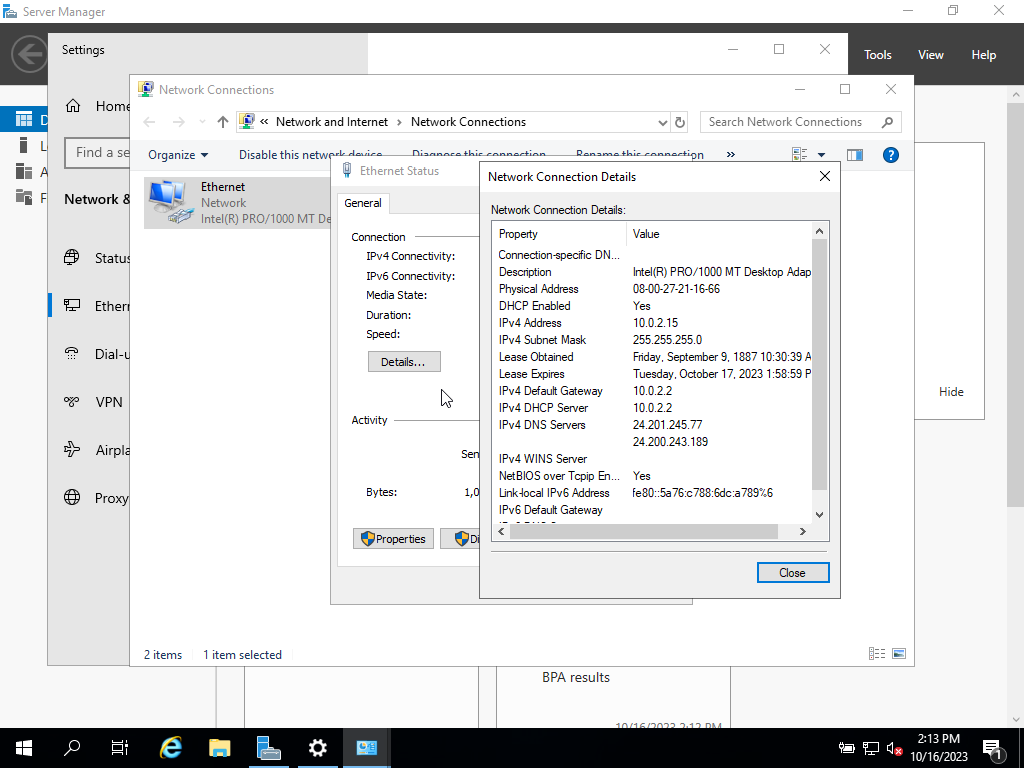 Server Manager
Settings
Tools View Help
Network Connections
Home
Network and Internet > Network Connections
Search Network Connections
Find a se
Organize Disable this network device Diagnose this connection Rename this connection »
Ethernet
Network
Intel(R) PRO/1000 MT De
Network &
Status
Ethern
Dial-u
VPN
Airpla
Proxy
Ethernet Status
General
Connection
IPv4 Connectivity:
IPv6 Connectivity:
Media State:
Duration:
Speed:
Details...
Activity
Sen
Bytes: 1,0
Properties
Di
Network Connection Details
Network Connection Details:
Property Value
Connection-specific DN...
Description Intel(R) PRO/1000 MT Desktop Adap
Physical Address 08-00-27-21-16-66
DHCP Enabled Yes
IPv4 Address 10.0.2.15
IPv4 Subnet Mask 255.255.255.0
Lease Obtained Friday, September 9, 1887 10:30:39 A
Lease Expires Tuesday, October 17, 2023 1:58:59 P
IPv4 Default Gateway 10.0.2.2
IPv4 DHCP Server 10.0.2.2
IPv4 DNS Servers 24.201.245.77
24.200.243.189
IPv4 WINS Server
NetBIOS over Tcpip En... Yes
Link-local IPv6 Address fe80::5a76:c788:6dc:a789%6
IPv6 Default Gateway
Close
Hide
2 items 1 item selected
BPA results
10/16/2023 2:12 PM
2:13 PM
10/16/2023
1